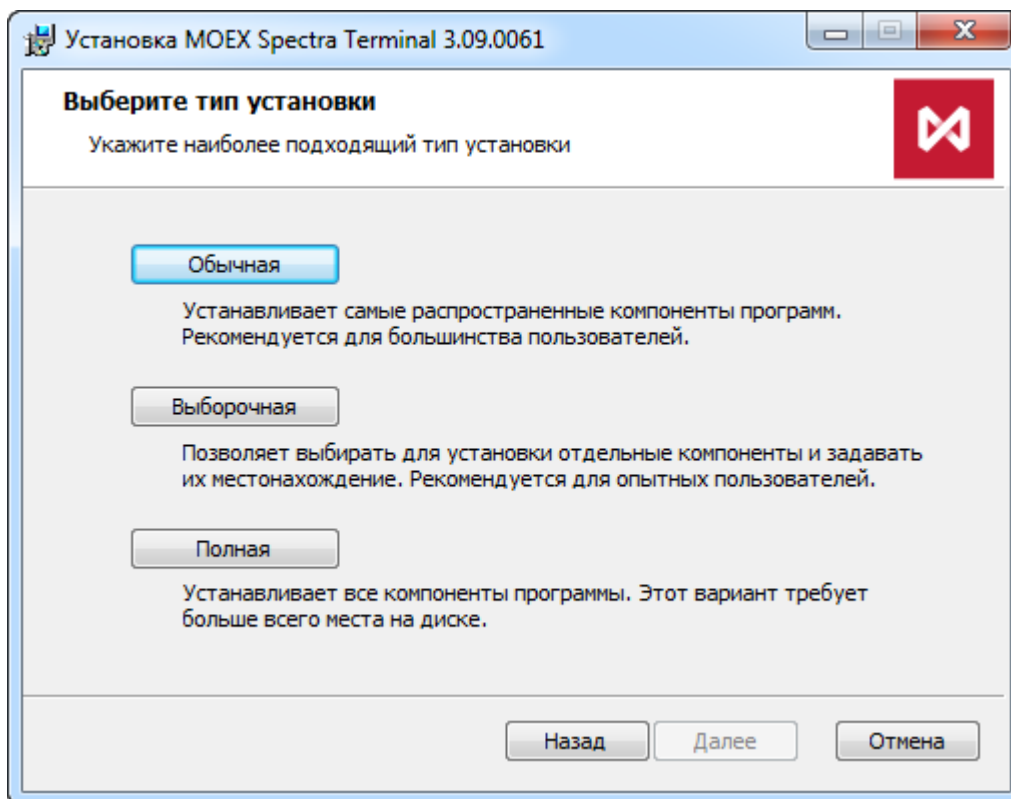 Установка MOEX Spectra Terminal 3.09.0061
Выберите тип установки
Укажите наиболее подходящий тип установки
Обычная
Устанавливает самые распространенные компоненты программ.
Рекомендуется для большинства пользователей.
Выборочная
Позволяет выбирать для установки отдельные компоненты и задавать
их местонахождение. Рекомендуется для опытных пользователей.
Полная
Устанавливает все компоненты программы. Этот вариант требует
больше всего места на диске.
Назад
Далее
Отмена